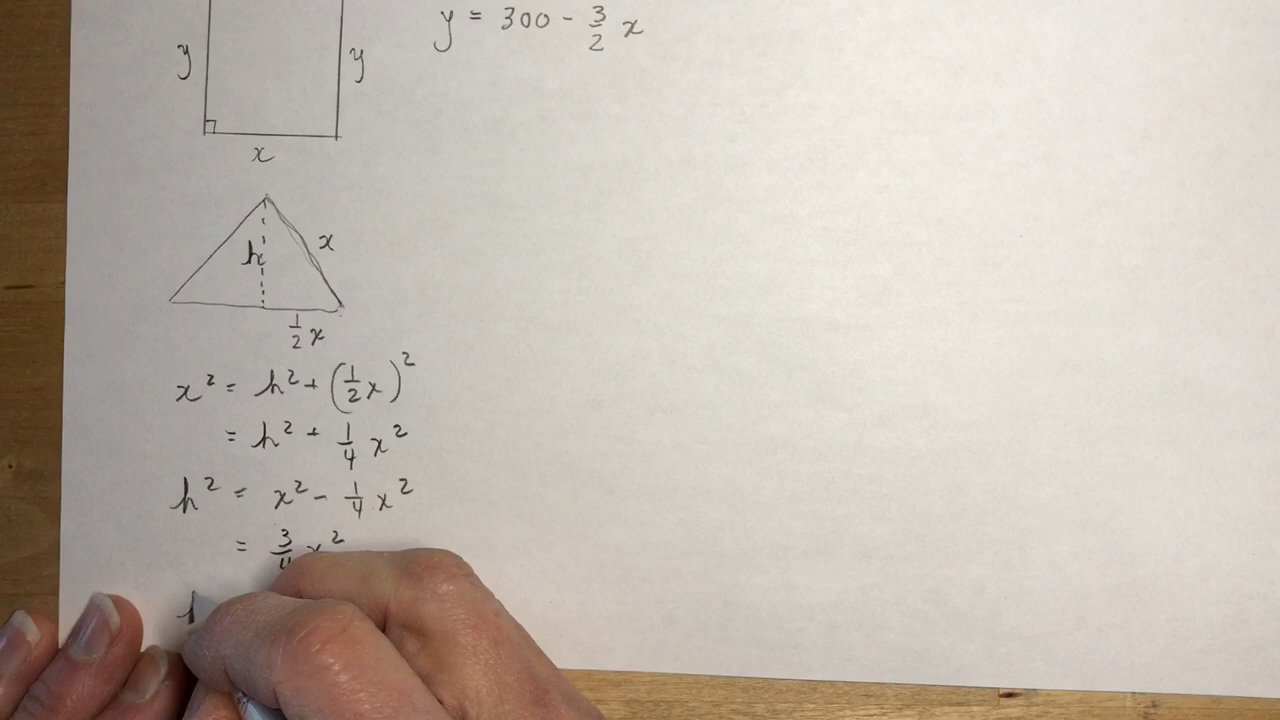 y y y = 300 - 3/2 x
x
h x
1/2 x
x² = h² + (1/2 x)²
= h² + 1/4 x²
h² = x² - 1/4 x²
= 3/4 x²